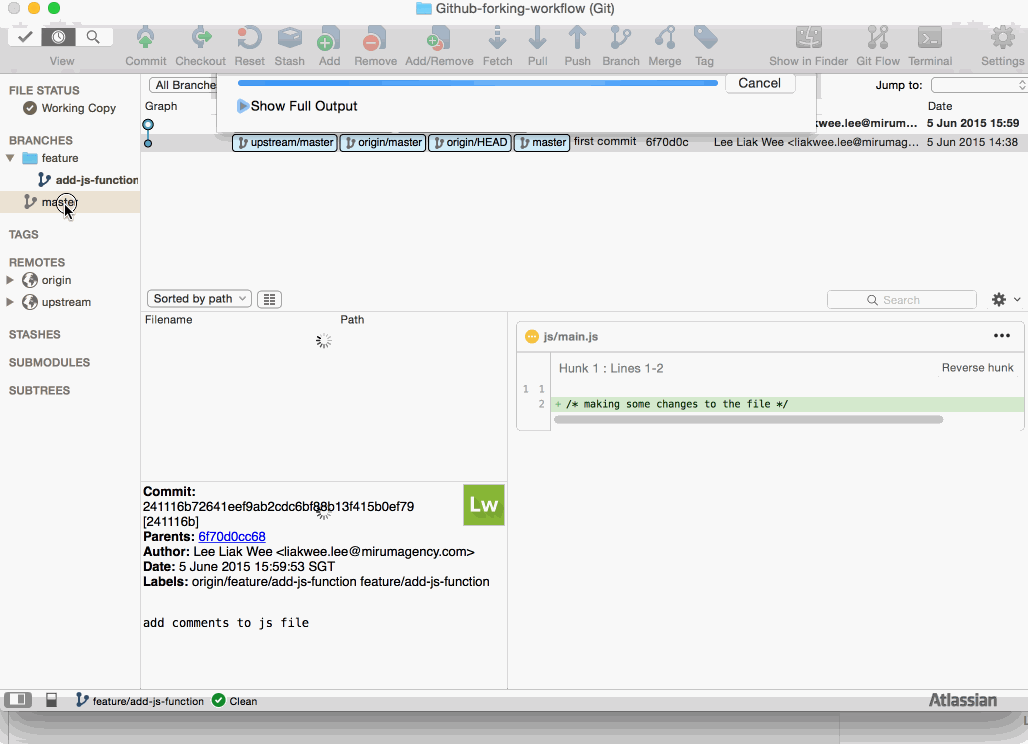 Github-forking-workflow (Git)
View Commit Checkout Reset Stash Add Remove Add/Remove Fetch Pull Push Branch Merge Tag Show in Finder Git Flow Terminal Settings
FILE STATUS
Working Copy
BRANCHES
feature
add-js-function
master
TAGS
REMOTES
origin
upstream
STASHES
SUBMODULES
SUBTREES
All Branche
Cancel
Jump to:
Show Full Output
Graph
Date
wee.lee@mirum... 5 Jun 2015 15:59
upstream/master origin/master origin/HEAD master first commit 6f70d0c Lee Liak Wee <liakwee.lee@mirumag... 5 Jun 2015 14:38
Sorted by path
Search
Filename Path
js/main.js
Hunk 1 : Lines 1-2
Reverse hunk
1 1
2 + /* making some changes to the file */
Commit:
241116b72641eef9ab2cdc6bf88b13f415b0ef79
[241116b]
Parents: 6f70d0cc68
Author: Lee Liak Wee <liakwee.lee@mirumagency.com>
Date: 5 June 2015 15:59:53 SGT
Labels: origin/feature/add-js-function feature/add-js-function
add comments to js file
Lw
feature/add-js-function Clean
Atlassian